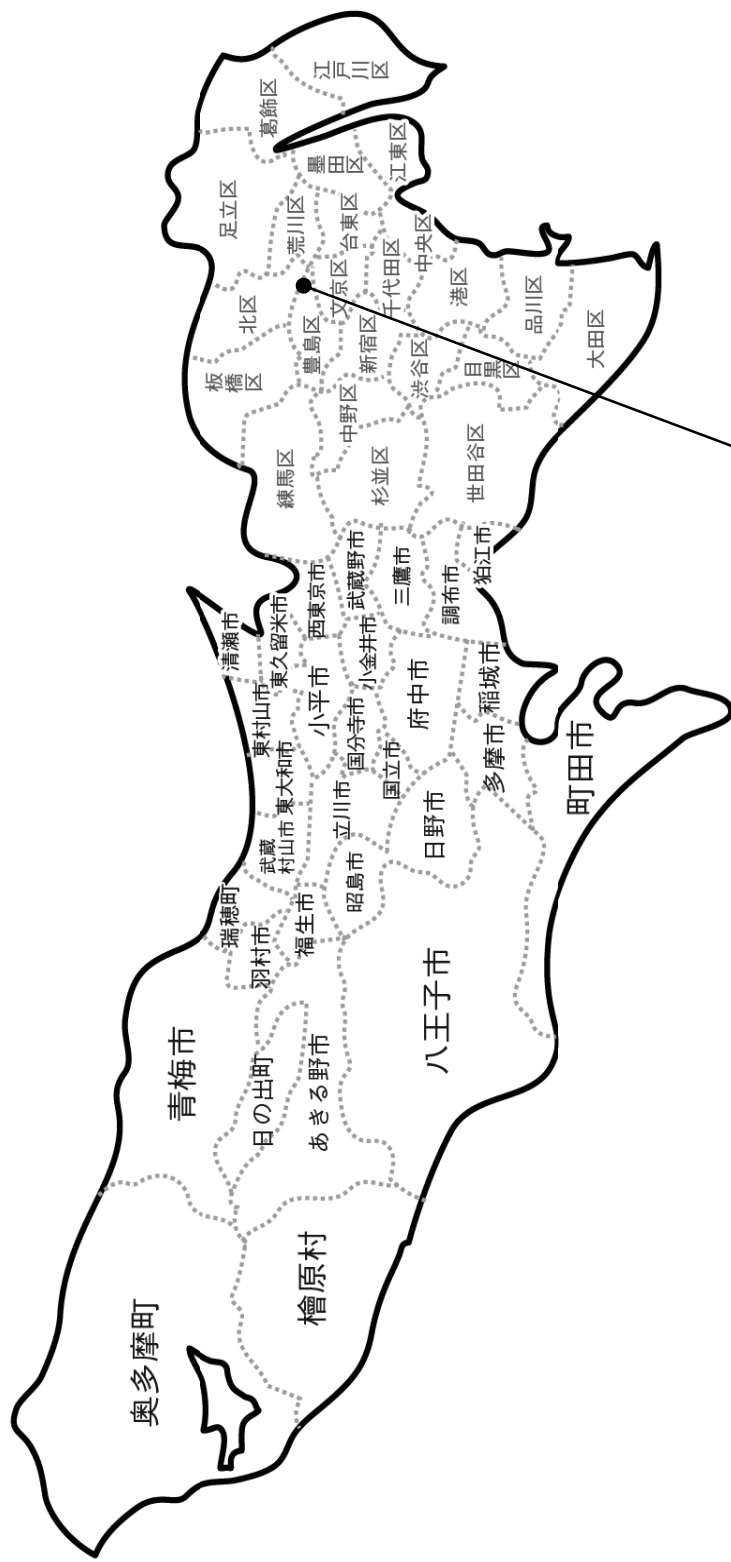 奥多摩町
檜原村
青梅市
日の出町
あきる野市
八王子市
瑞穂町
羽村市
福生市
武蔵
村山市
昭島市
東大和市
立川市
日野市
東村山市
小平市
国分寺市
国立市
府中市
多摩市
稲城市
町田市
清瀬市
東久留米市
西東京市
小金井市
武蔵野市
三鷹市
調布市
狛江市
練馬区
杉並区
世田谷区
板
橋
区
中野区
北区
豊島区
新宿区
渋谷区
目
黒
区
品川区
大田区
足立区
荒川区
文京区
台東区
千代田区
中央区
港区
葛飾区
墨
田
区
江東区
江
戸
川
区